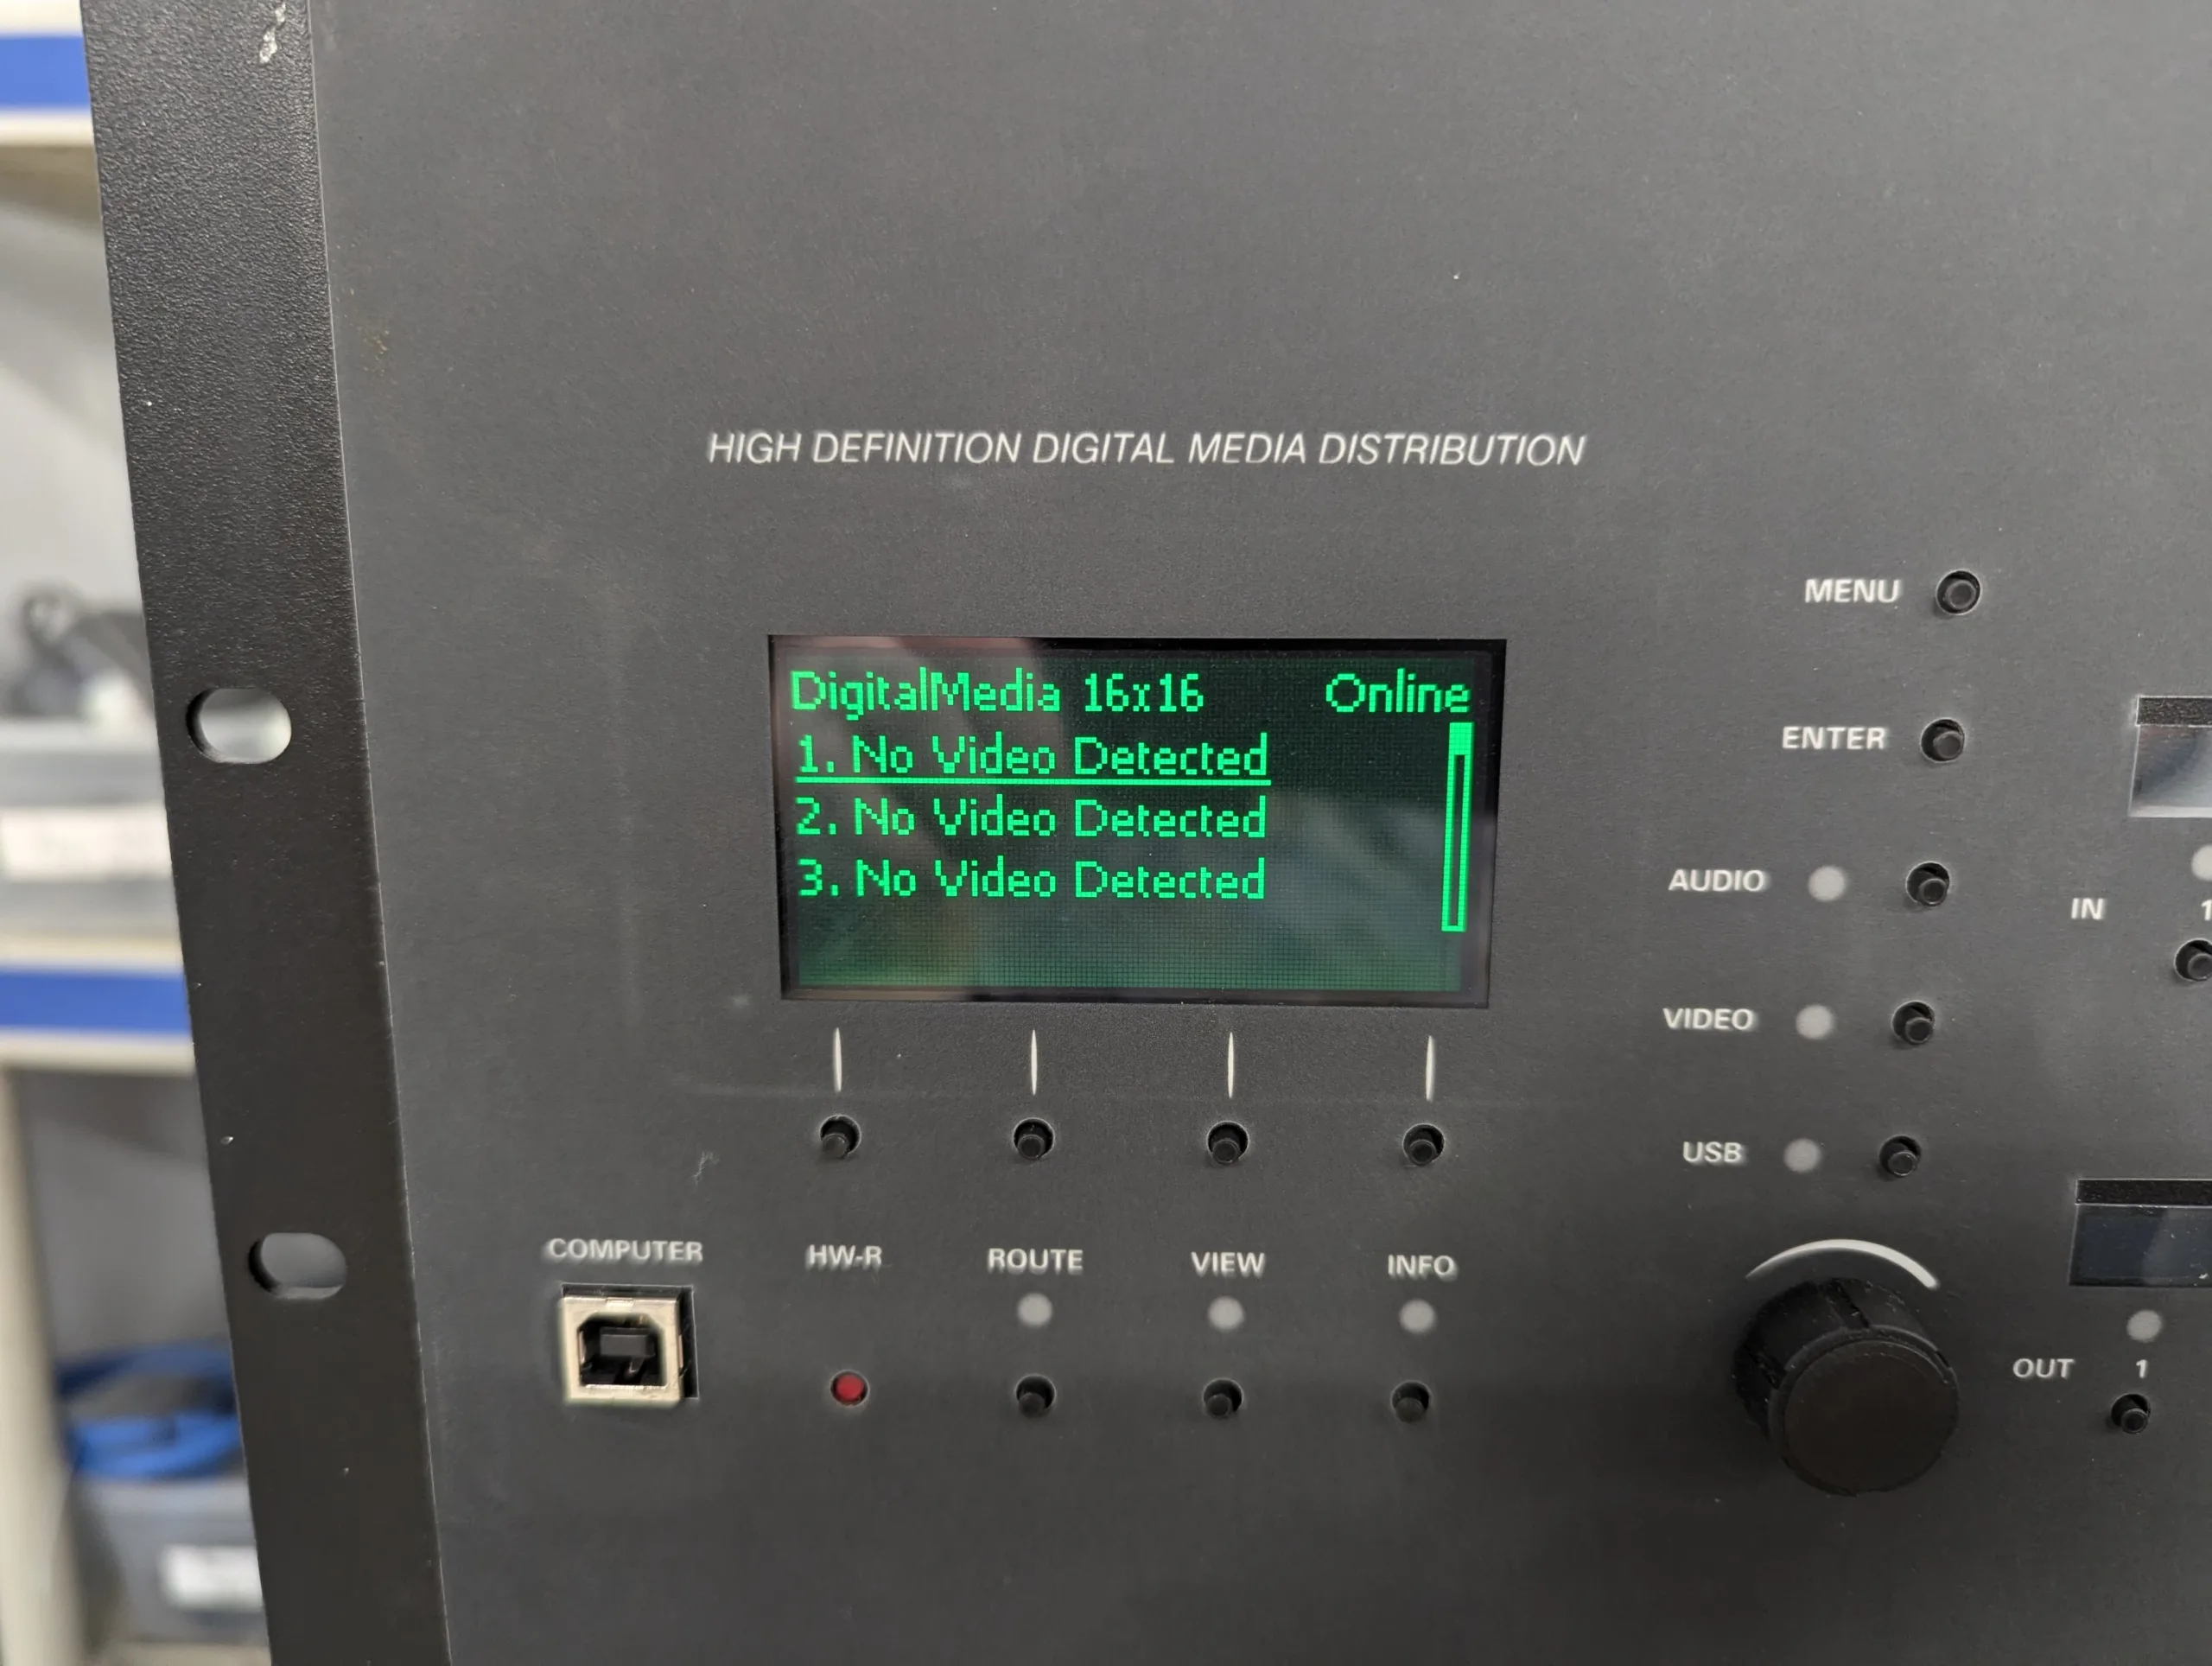 HIGH DEFINITION DIGITAL MEDIA DISTRIBUTION
DigitalMedia 16x16 Online
1. No Video Detected
2. No Video Detected
3. No Video Detected
MENU
ENTER
AUDIO
VIDEO
USB
IN 1
OUT 1
COMPUTER HW-R ROUTE VIEW INFO